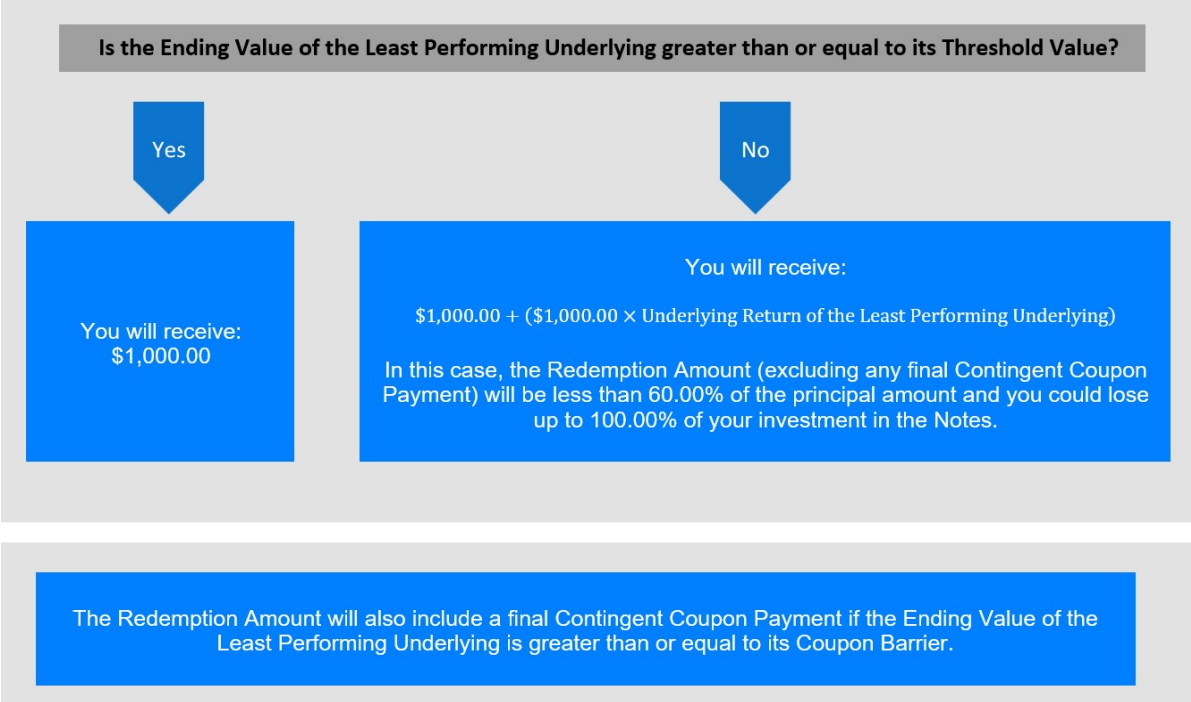 Is the Ending Value of the Least Performing Underlying greater than or equal to its Threshold Value?
Yes
No
You will receive:
$1,000.00
You will receive:
$1,000.00 + ($1,000.00 × Underlying Return of the Least Performing Underlying)
In this case, the Redemption Amount (excluding any final Contingent Coupon
Payment) will be less than 60.00% of the principal amount and you could lose
up to 100.00% of your investment in the Notes.
The Redemption Amount will also include a final Contingent Coupon Payment if the Ending Value of the
Least Performing Underlying is greater than or equal to its Coupon Barrier.